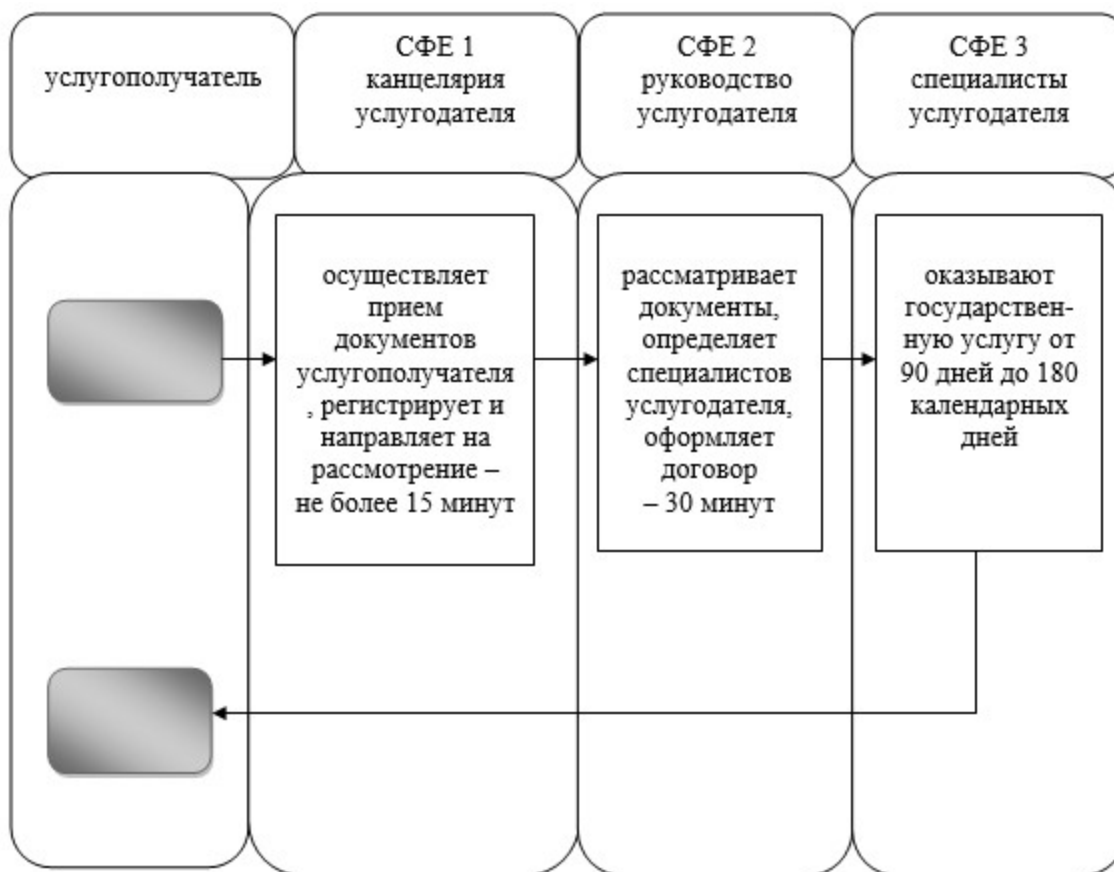 услугополучатель
СФЕ 1
канцелярия
услугодателя
СФЕ 2
руководство
услугодателя
СФЕ 3
специалисты
услугодателя
осуществляет
прием
документов
услугополучателя
, регистрирует и
направляет на
рассмотрение –
не более 15 минут
рассматривает
документы,
определяет
специалистов
услугодателя,
оформляет
договор
– 30 минут
оказывают
государствен-
ную услугу от
90 дней до 180
календарных
дней